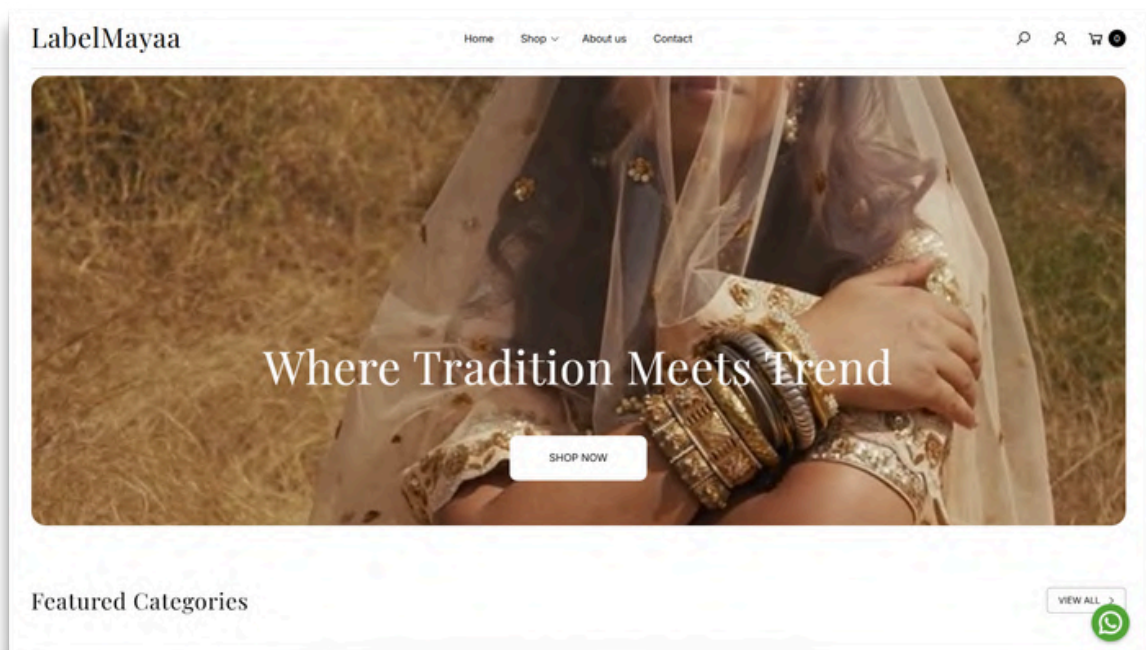 LabelMayaa
Home Shop About us Contact
0
Where Tradition Meets Trend
SHOP NOW
Featured Categories
VIEW ALL